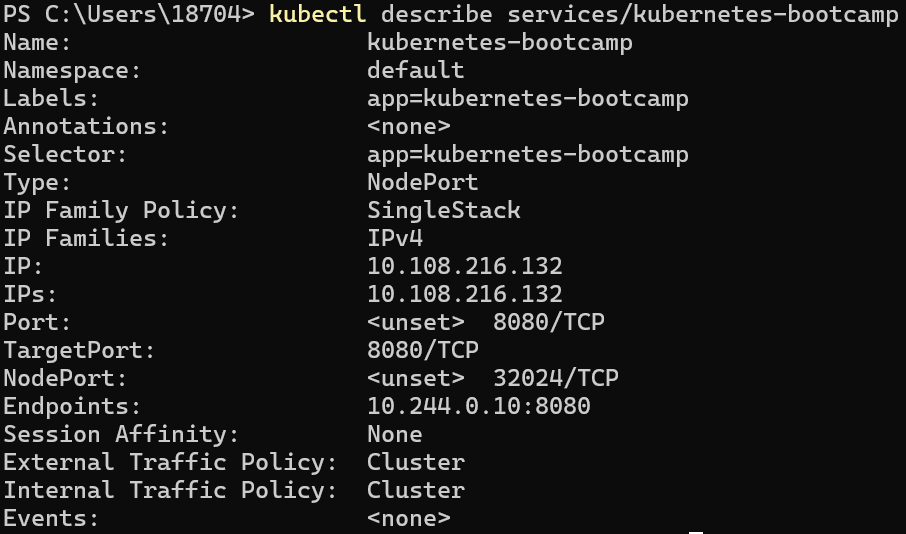 PS C:\Users\18704> kubectl describe services/kubernetes-bootcamp
Name:                     kubernetes-bootcamp
Namespace:                default
Labels:                   app=kubernetes-bootcamp
Annotations:              <none>
Selector:                 app=kubernetes-bootcamp
Type:                     NodePort
IP Family Policy:         SingleStack
IP Families:              IPv4
IP:                       10.108.216.132
IPs:                      10.108.216.132
Port:                     <unset>  8080/TCP
TargetPort:               8080/TCP
NodePort:                 <unset>  32024/TCP
Endpoints:                10.244.0.10:8080
Session Affinity:         None
External Traffic Policy:  Cluster
Internal Traffic Policy:  Cluster
Events:                   <none>